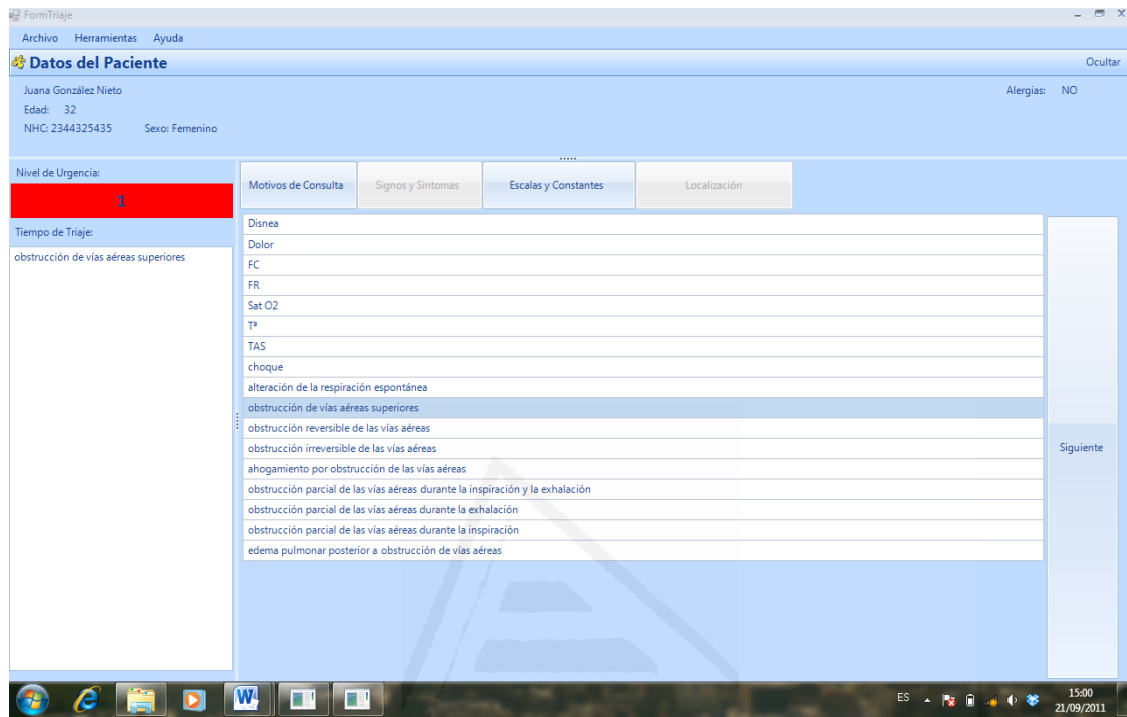 FormTriaje
Archivo Herramientas Ayuda
Datos del Paciente Ocultar
Juana González Nieto Alergias: NO
Edad: 32
NHC: 2344325435 Sexo: Femenino
Nivel de Urgencia:
1
Tiempo de Triaje:
obstrucción de vías aéreas superiores
Motivos de Consulta Signos y Sintomas Escalas y Constantes Localización
Disnea
Dolor
FC
FR
Sat O2
Tª
TAS
choque
alteración de la respiración espontánea
obstrucción de vías aéreas superiores
obstrucción reversible de las vías aéreas
obstrucción irreversible de las vías aéreas
ahogamiento por obstrucción de las vías aéreas
obstrucción parcial de las vías aéreas durante la inspiración y la exhalación
obstrucción parcial de las vías aéreas durante la exhalación
obstrucción parcial de las vías aéreas durante la inspiración
edema pulmonar posterior a obstrucción de vías aéreas
Siguiente
ES 15:00
21/09/2011